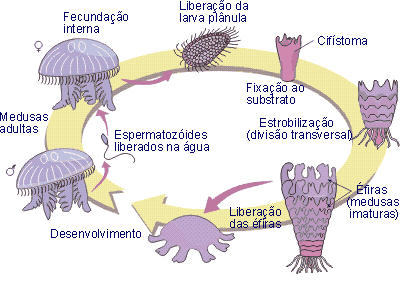 Fecundação
interna
Liberação da
larva plânula
Cifístoma
Fixação ao
substrato
Estrobilização
(divisão transversal)
Medusas
adultas
Espermatozóides
liberados na água
Éfiras
(medusas
imaturas)
Liberação
das éfiras
Desenvolvimento
♀
♂